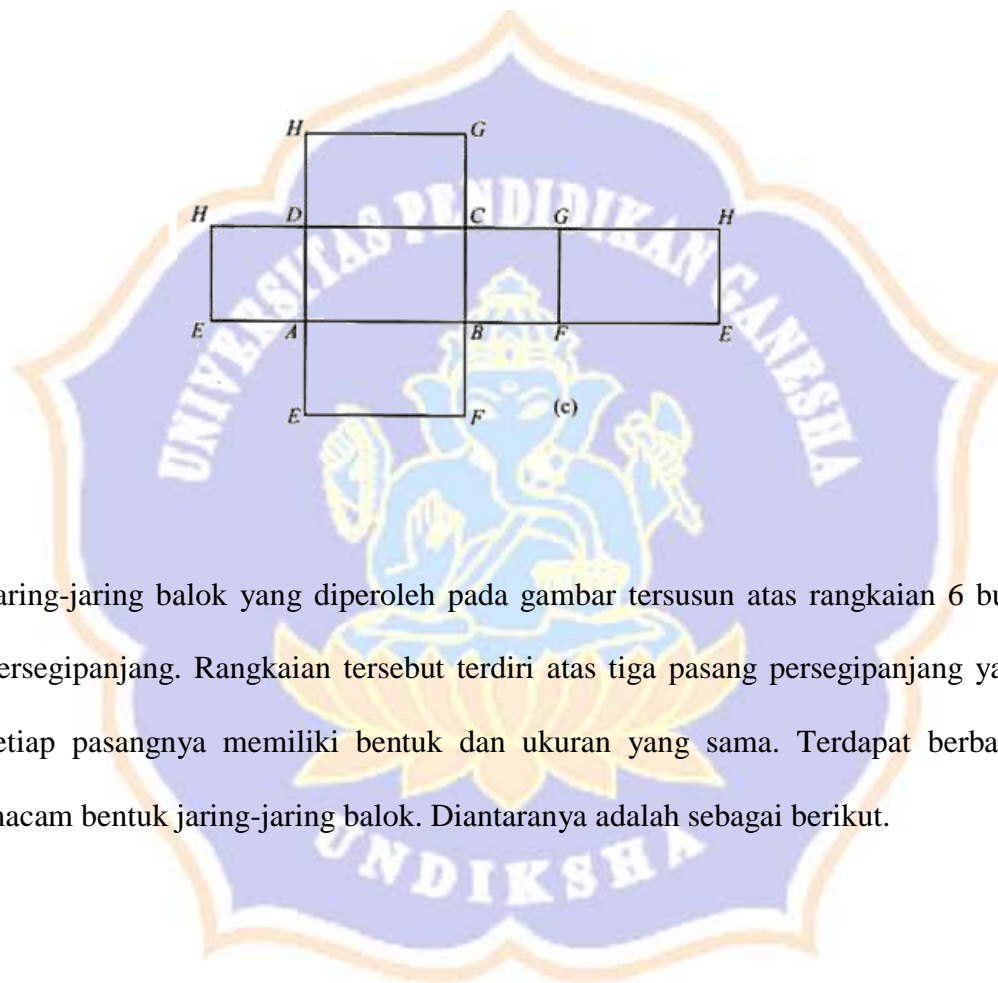 H G
H D C G H
E A B F E
E F (c)
UNIVERSITAS PENDIDIKAN GANESHA
aring-jaring balok yang diperoleh pada gambar tersusun atas rangkaian 6 bu
ersegipanjang. Rangkaian tersebut terdiri atas tiga pasang persegipanjang ya
etiap pasangnya memiliki bentuk dan ukuran yang sama. Terdapat berba
nacam bentuk jaring-jaring balok. Diantaranya adalah sebagai berikut.
UNDIKSHA